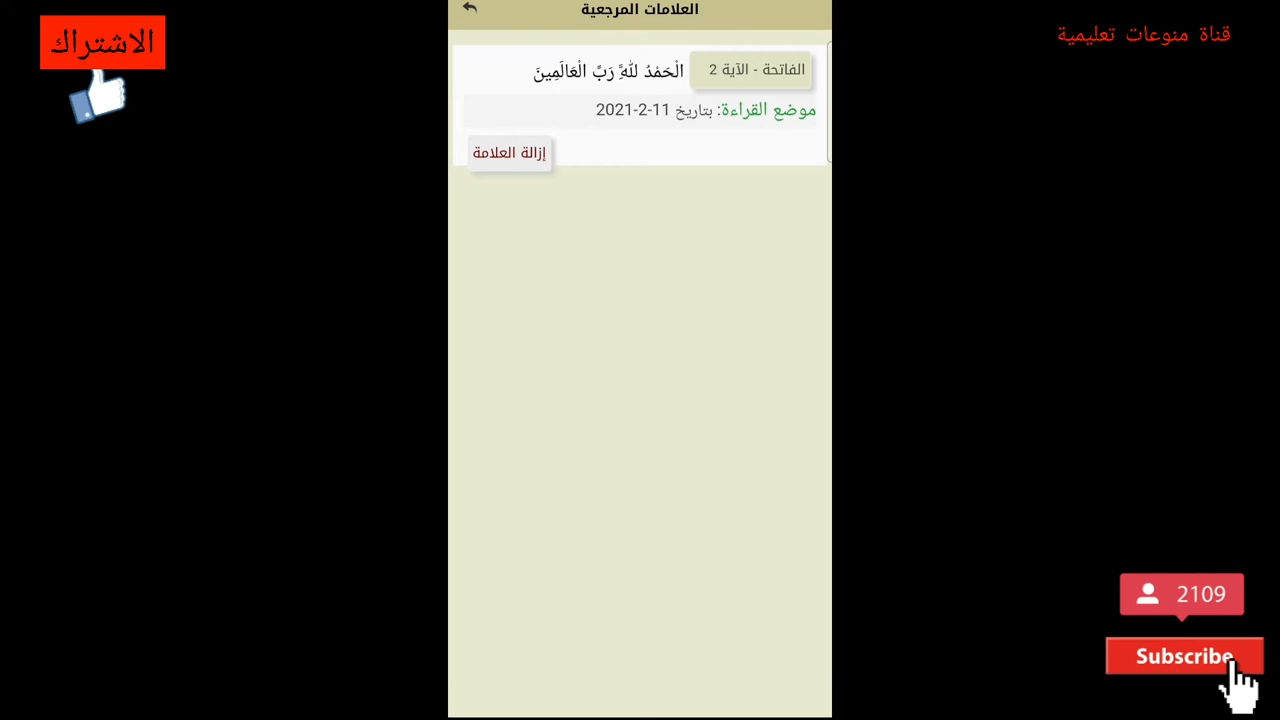 العلامات المرجعية
الاشتراك
قناة منوعات تعليمية
الفاتحة - الآية 2
الْحَمْدُ للهِ رَبِّ الْعَالَمِينَ
موضع القراءة: بتاريخ 11-2-2021
إزالة العلامة
2109
Subscribe